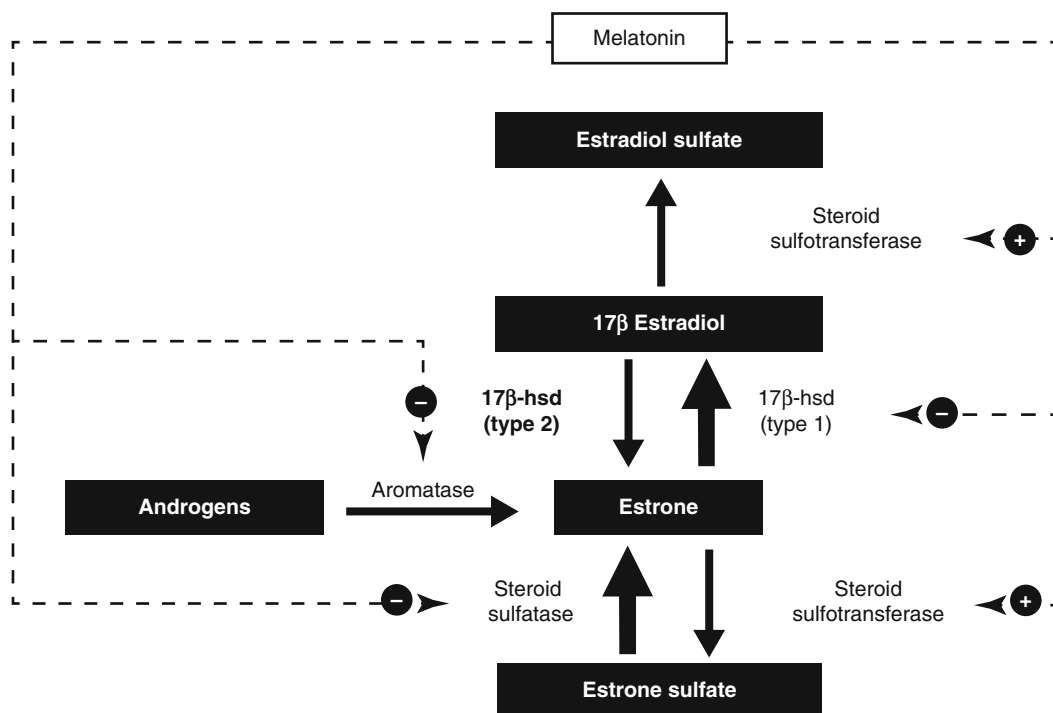 Melatonin
Estradiol sulfate
Steroid
sulfotransferase
+
17β Estradiol
−
17β-hsd
(type 2)
17β-hsd
(type 1)
−
Androgens
Aromatase
Estrone
−
Steroid
sulfatase
Steroid
sulfotransferase
+
Estrone sulfate